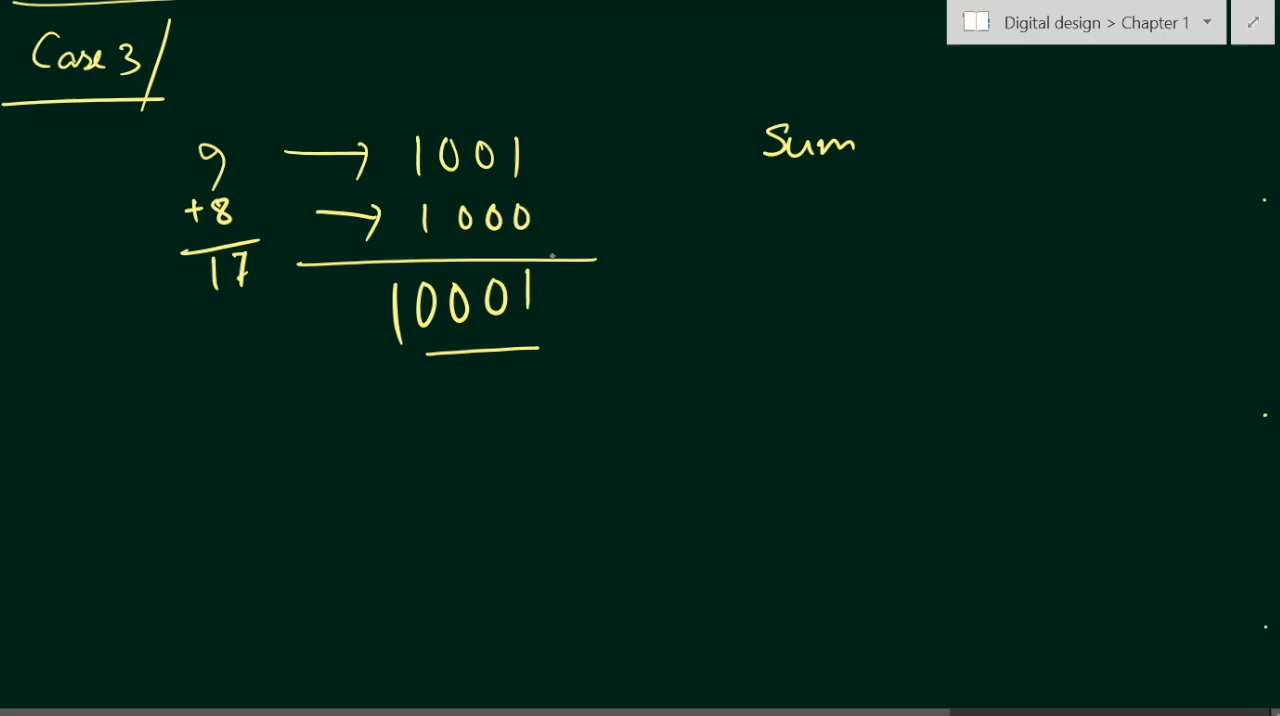 Digital design > Chapter 1
Case 3/
9 → 1001 Sum
+8 → 1000
17 10001